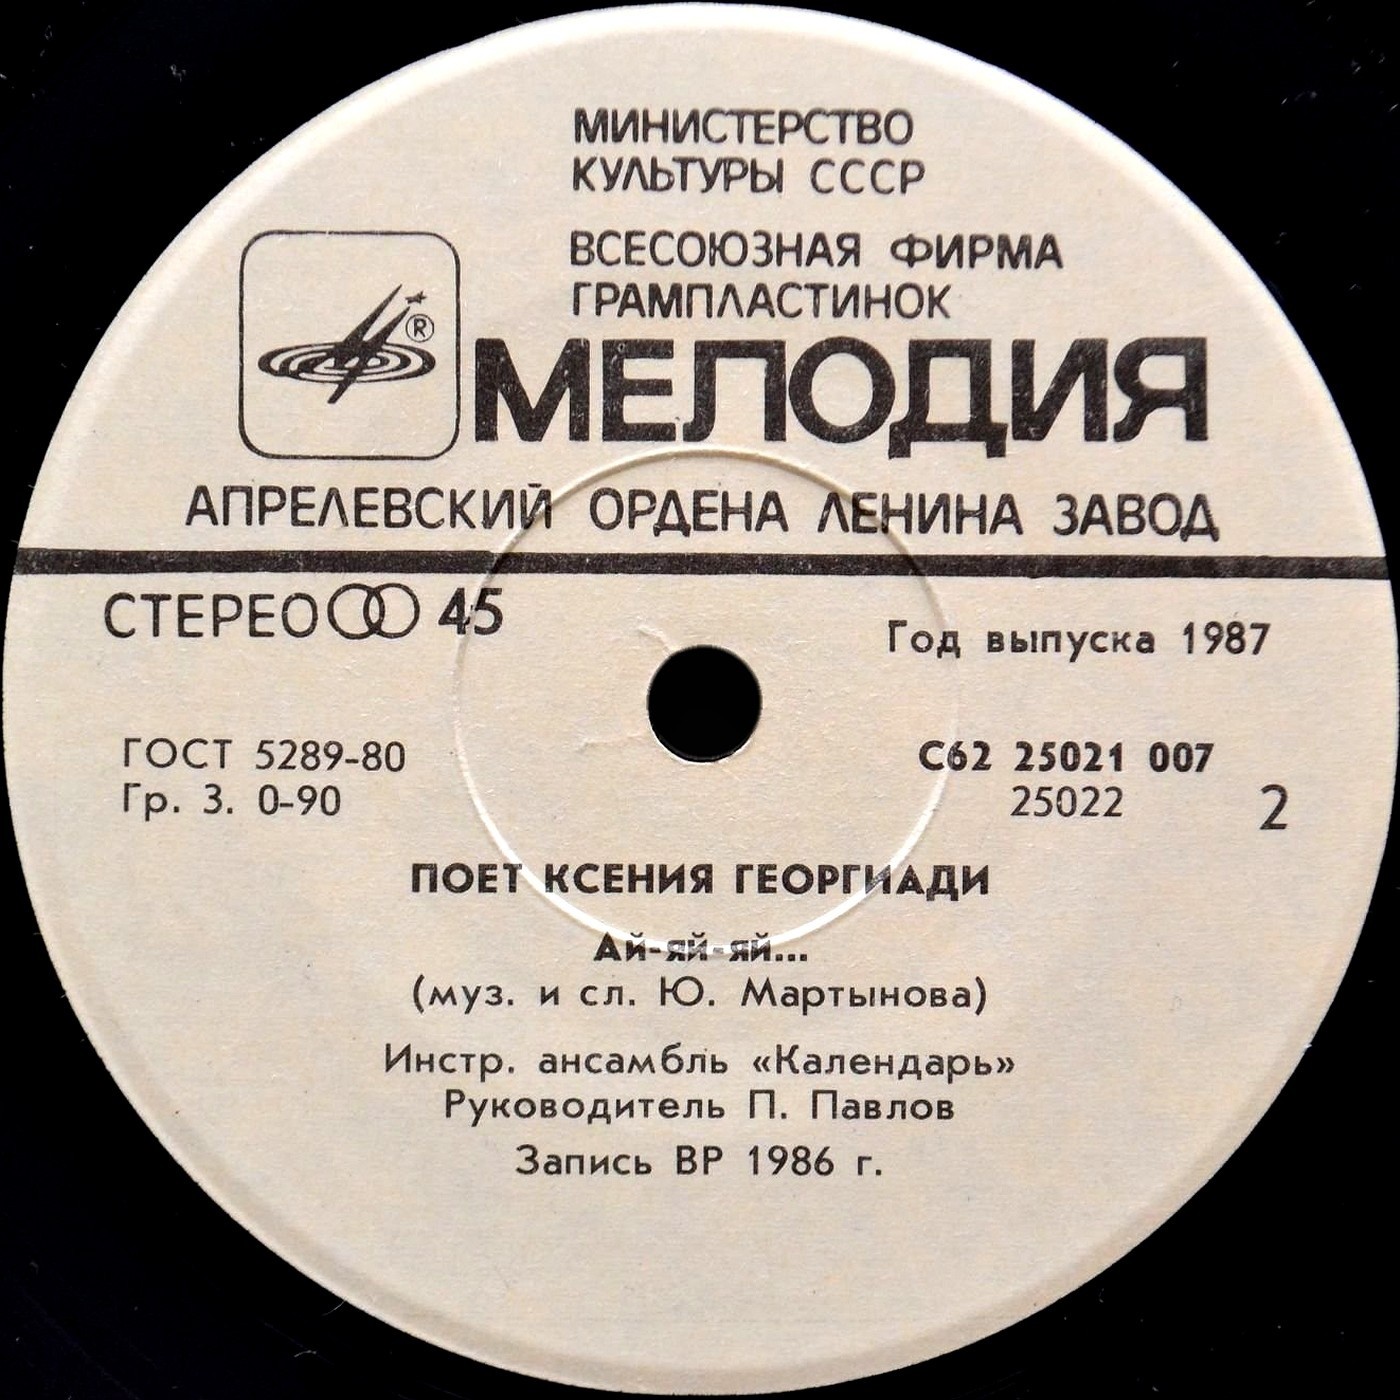 МИНИСТЕРСТВО
КУЛЬТУРЫ СССР
ВСЕСОЮЗНАЯ ФИРМА
ГРАМПЛАСТИНОК
®
МЕЛОДИЯ
АПРЕЛЕВСКИЙ ОРДЕНА ЛЕНИНА ЗАВОД
СТЕРЕО 45
Год выпуска 1987
ГОСТ 5289-80
Гр. 3. 0-90
С62 25021 007
25022
2
ПОЕТ КСЕНИЯ ГЕОРГИАДИ
Ай-яй-яй...
(муз. и сл. Ю. Мартынова)
Инстр. ансамбль «Календарь»
Руководитель П. Павлов
Запись ВР 1986 г.